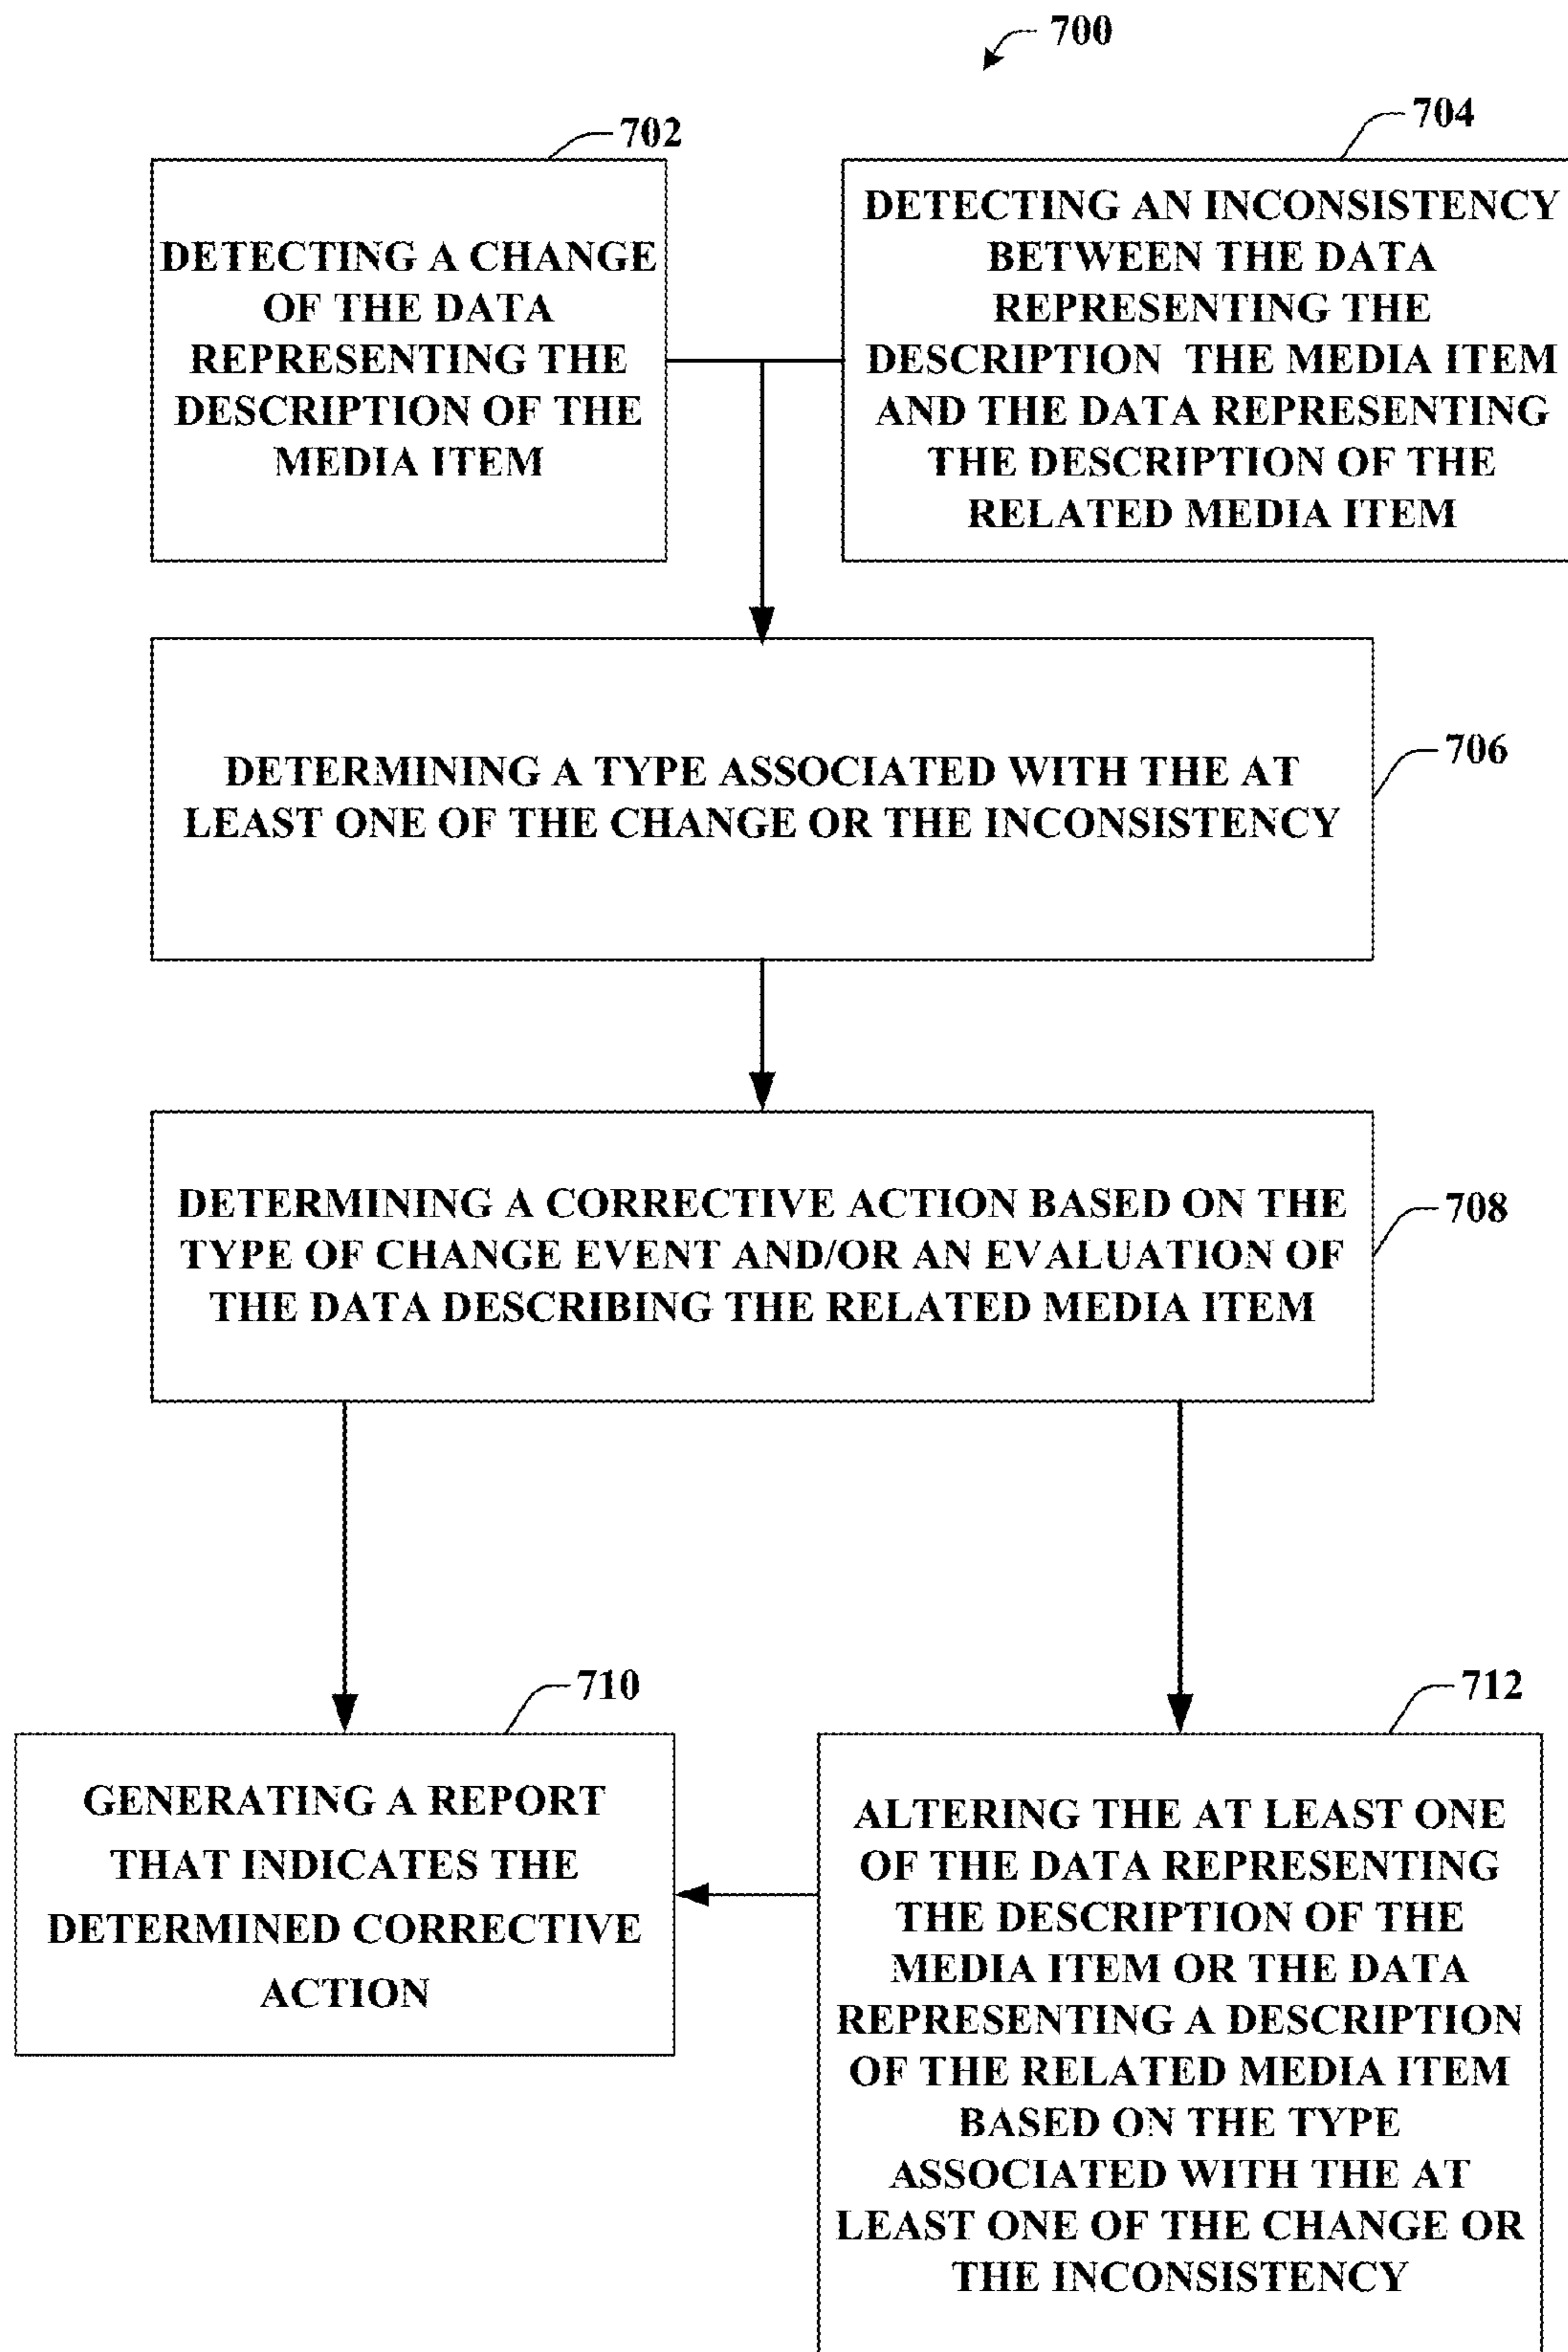 700
702
DETECTING A CHANGE
OF THE DATA
REPRESENTING THE
DESCRIPTION OF THE
MEDIA ITEM
704
DETECTING AN INCONSISTENCY
BETWEEN THE DATA
REPRESENTING THE
DESCRIPTION THE MEDIA ITEM
AND THE DATA REPRESENTING
THE DESCRIPTION OF THE
RELATED MEDIA ITEM
706
DETERMINING A TYPE ASSOCIATED WITH THE AT
LEAST ONE OF THE CHANGE OR THE INCONSISTENCY
708
DETERMINING A CORRECTIVE ACTION BASED ON THE
TYPE OF CHANGE EVENT AND/OR AN EVALUATION OF
THE DATA DESCRIBING THE RELATED MEDIA ITEM
710
GENERATING A REPORT
THAT INDICATES THE
DETERMINED CORRECTIVE
ACTION
712
ALTERING THE AT LEAST ONE
OF THE DATA REPRESENTING
THE DESCRIPTION OF THE
MEDIA ITEM OR THE DATA
REPRESENTING A DESCRIPTION
OF THE RELATED MEDIA ITEM
BASED ON THE TYPE
ASSOCIATED WITH THE AT
LEAST ONE OF THE CHANGE OR
THE INCONSISTENCY